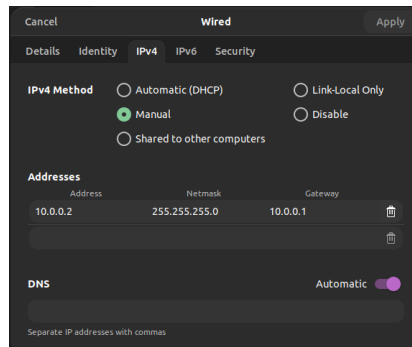 Cancel Wired Apply
Details Identity IPv4 IPv6 Security
IPv4 Method Automatic (DHCP) Link-Local Only
Manual Disable
Shared to other computers
Addresses
Address Netmask Gateway
10.0.0.2 255.255.255.0 10.0.0.1
DNS Automatic
Separate IP addresses with commas